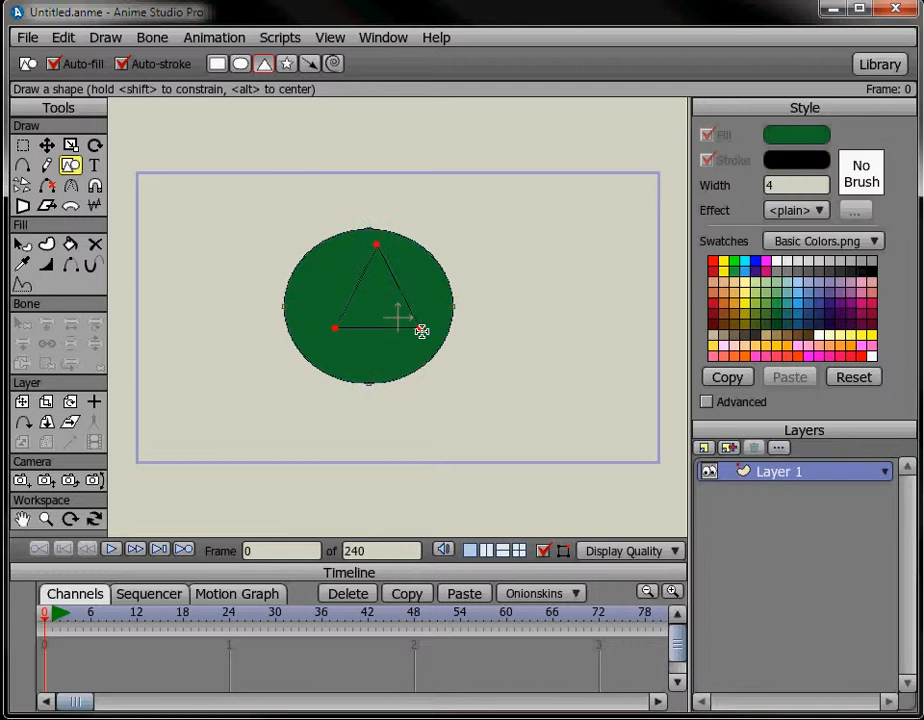 Untitled.anme - Anime Studio Pro
File Edit Draw Bone Animation Scripts View Window Help
Auto-fill Auto-stroke Library
Draw a shape (hold <shift> to constrain, <alt> to center) Frame: 0
Tools
Draw
T
Fill
Bone
Layer
Camera
Workspace
Style
Fill
Stroke
No
Brush
Width 4
Effect <plain> ...
Swatches Basic Colors.png
Copy Paste Reset
Advanced
Layers
...
Layer 1
Frame 0 of 240 Display Quality
Timeline
Channels Sequencer Motion Graph Delete Copy Paste Onionskins
0 6 12 18 24 30 36 42 48 54 60 66 72 78
0 1 2 3